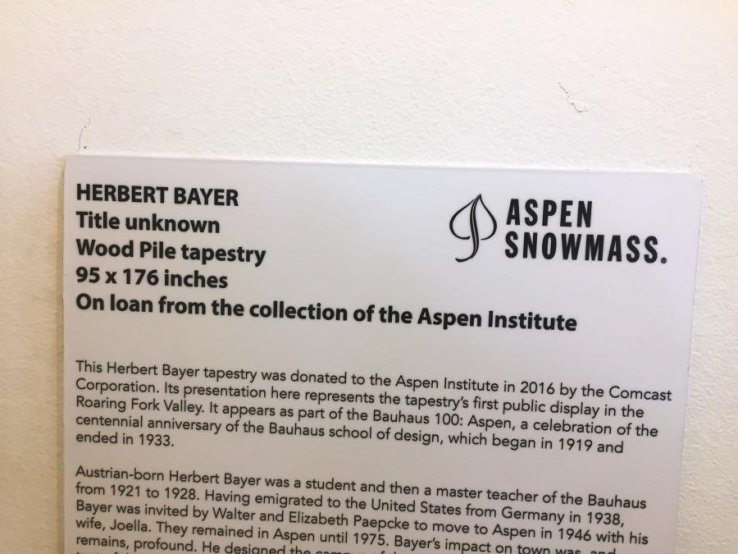 HERBERT BAYER
Title unknown
Wood Pile tapestry
95 x 176 inches
On loan from the collection of the Aspen Institute
ASPEN
SNOWMASS.
This Herbert Bayer tapestry was donated to the Aspen Institute in 2016 by the Comcast
Corporation. Its presentation here represents the tapestry's first public display in the
Roaring Fork Valley. It appears as part of the Bauhaus 100: Aspen, a celebration of the
centennial anniversary of the Bauhaus school of design, which began in 1919 and
ended in 1933.
Austrian-born Herbert Bayer was a student and then a master teacher of the Bauhaus
from 1921 to 1928. Having emigrated to the United States from Germany in 1938,
Bayer was invited by Walter and Elizabeth Paepcke to move to Aspen in 1946 with his
wife, Joella. They remained in Aspen until 1975. Bayer's impact on town was, and
remains, profound. He designed the